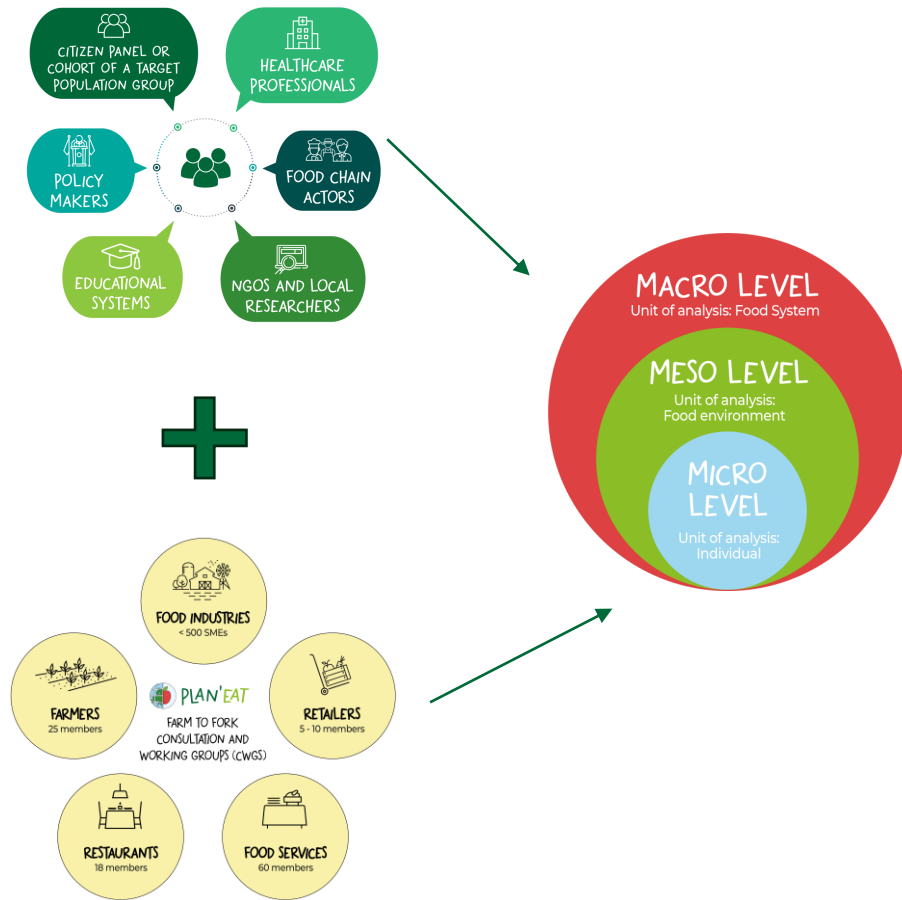 CITIZEN PANEL OR
COHORT OF A TARGET
POPULATION GROUP
HEALTHCARE
PROFESSIONALS
POLICY
MAKERS
FOOD CHAIN
ACTORS
EDUCATIONAL
SYSTEMS
NGOS AND LOCAL
RESEARCHERS
MACRO LEVEL
Unit of analysis: Food System
MESO LEVEL
Unit of analysis:
Food environment
MICRO
LEVEL
Unit of analysis:
Individual
FOOD INDUSTRIES
< 500 SMEs
FARMERS
25 members
PLAN'EAT
FARM TO FORK
CONSULTATION AND
WORKING GROUPS (CWGS)
RETAILERS
5 - 10 members
RESTAURANTS
18 members
FOOD SERVICES
60 members